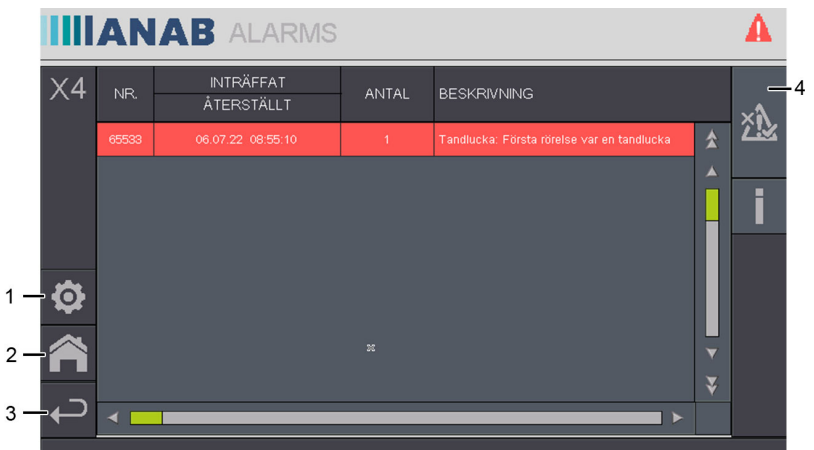 ANAB ALARMS
X4
NR.
INTRÄFFAT
ÅTERSTÄLLT
ANTAL
BESKRIVNING
4
65533
06.07.22 08:55:10
1
Tandlucka: Första rörelse var en tandlucka
i
1
2
3